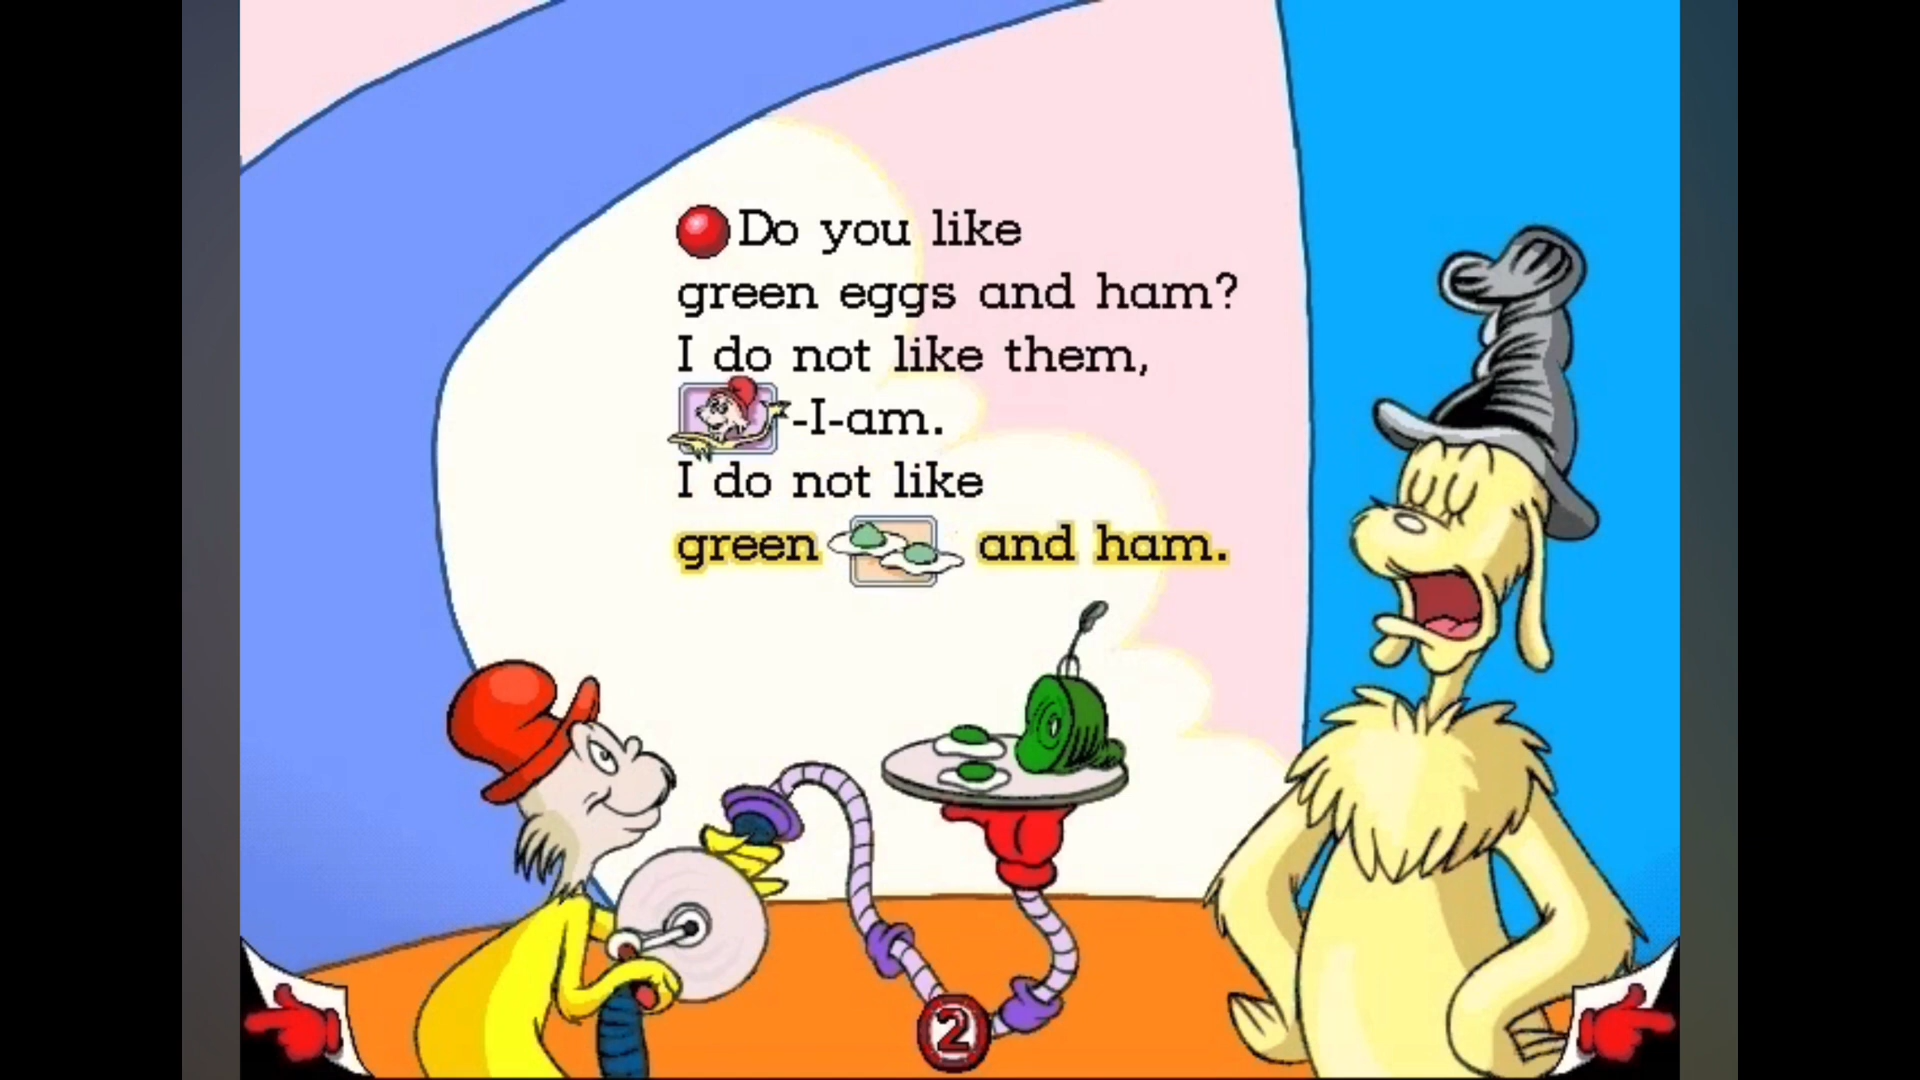 Do you like
green eggs and ham?
I do not like them,
-I-am.
I do not like
green and ham.
2